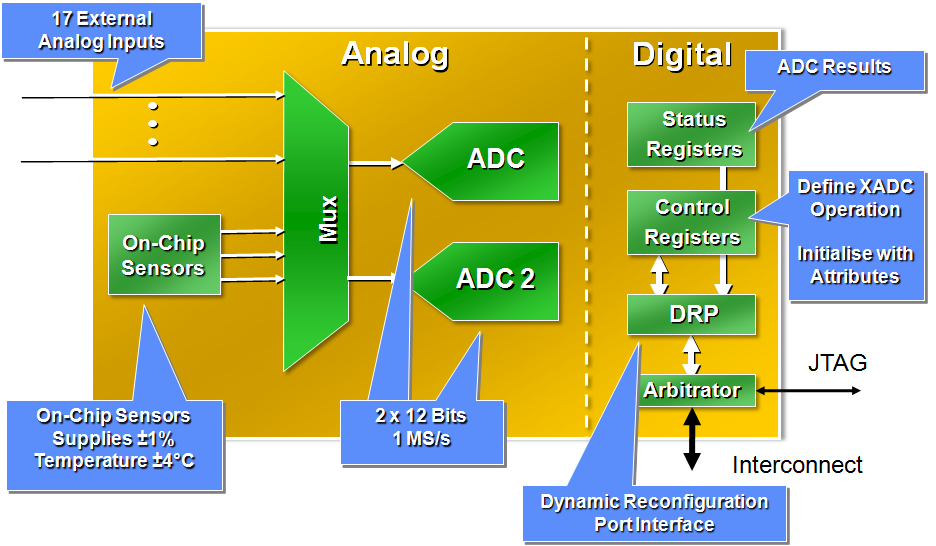 17 External
Analog Inputs
Analog
Digital
ADC Results
Status
Registers
ADC
Define XADC
Operation
Initialise with
Attributes
Control
Registers
Mux
On-Chip
Sensors
ADC 2
DRP
JTAG
Arbitrator
On-Chip Sensors
Supplies ±1%
Temperature ±4°C
2 x 12 Bits
1 MS/s
Interconnect
Dynamic Reconfiguration
Port Interface